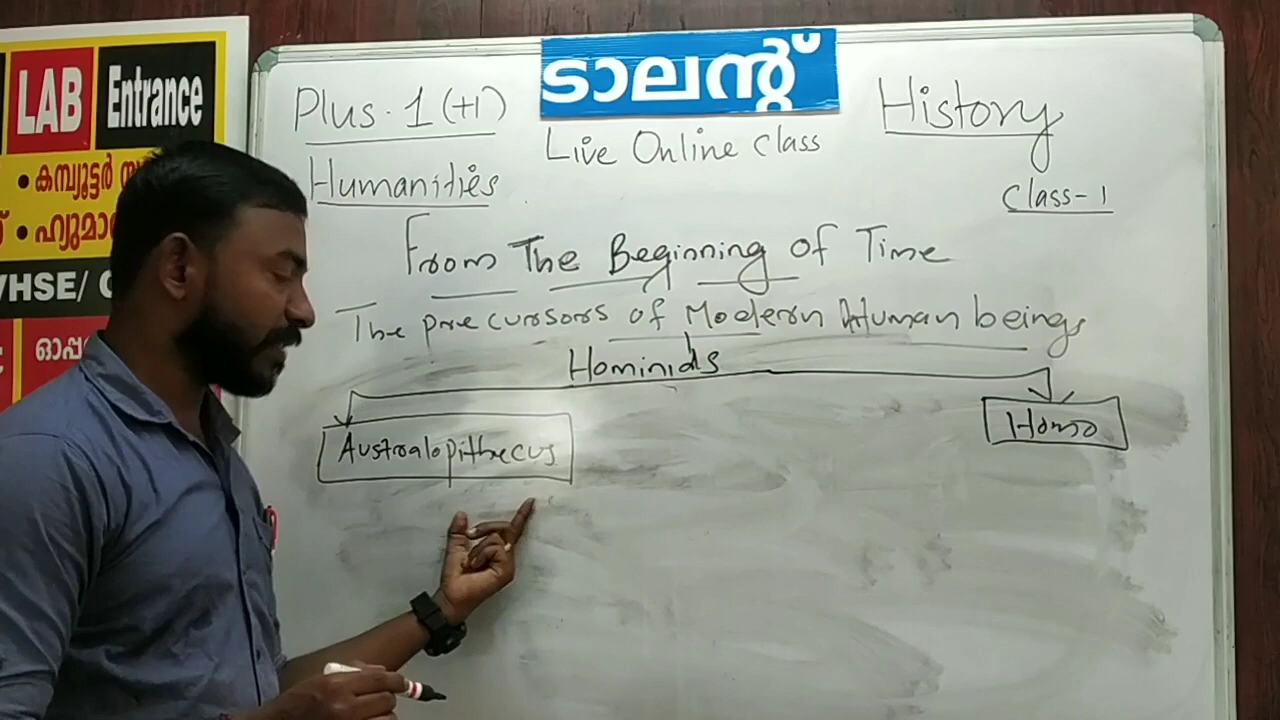 LAB Entrance
• കമ്പ്യൂട്ടർ
• ഹ്യുമാ
VHSE/
ഓപ്പ
ടാലന്റ്
Plus. 1 (+1)
Humanities
Live Online class
History
class-1
From The Beginning of Time
The precursors of Modern Human beings
Hominids
Australopithecus
Homo